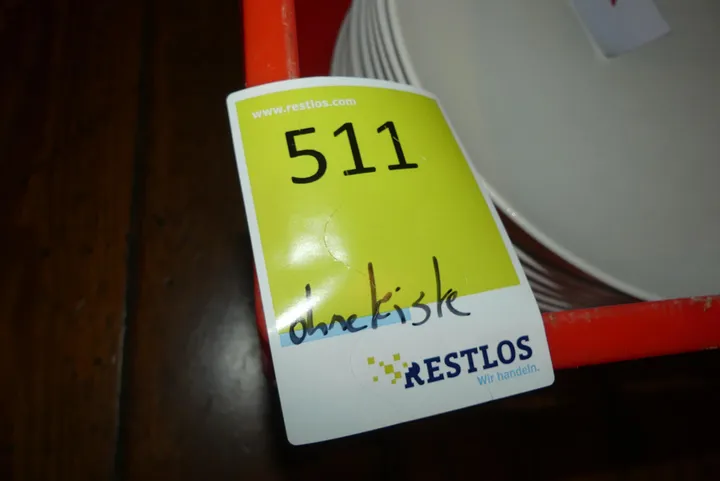 www.restlos.com
511
ohne Kiste
RESTLOS
Wir handeln.